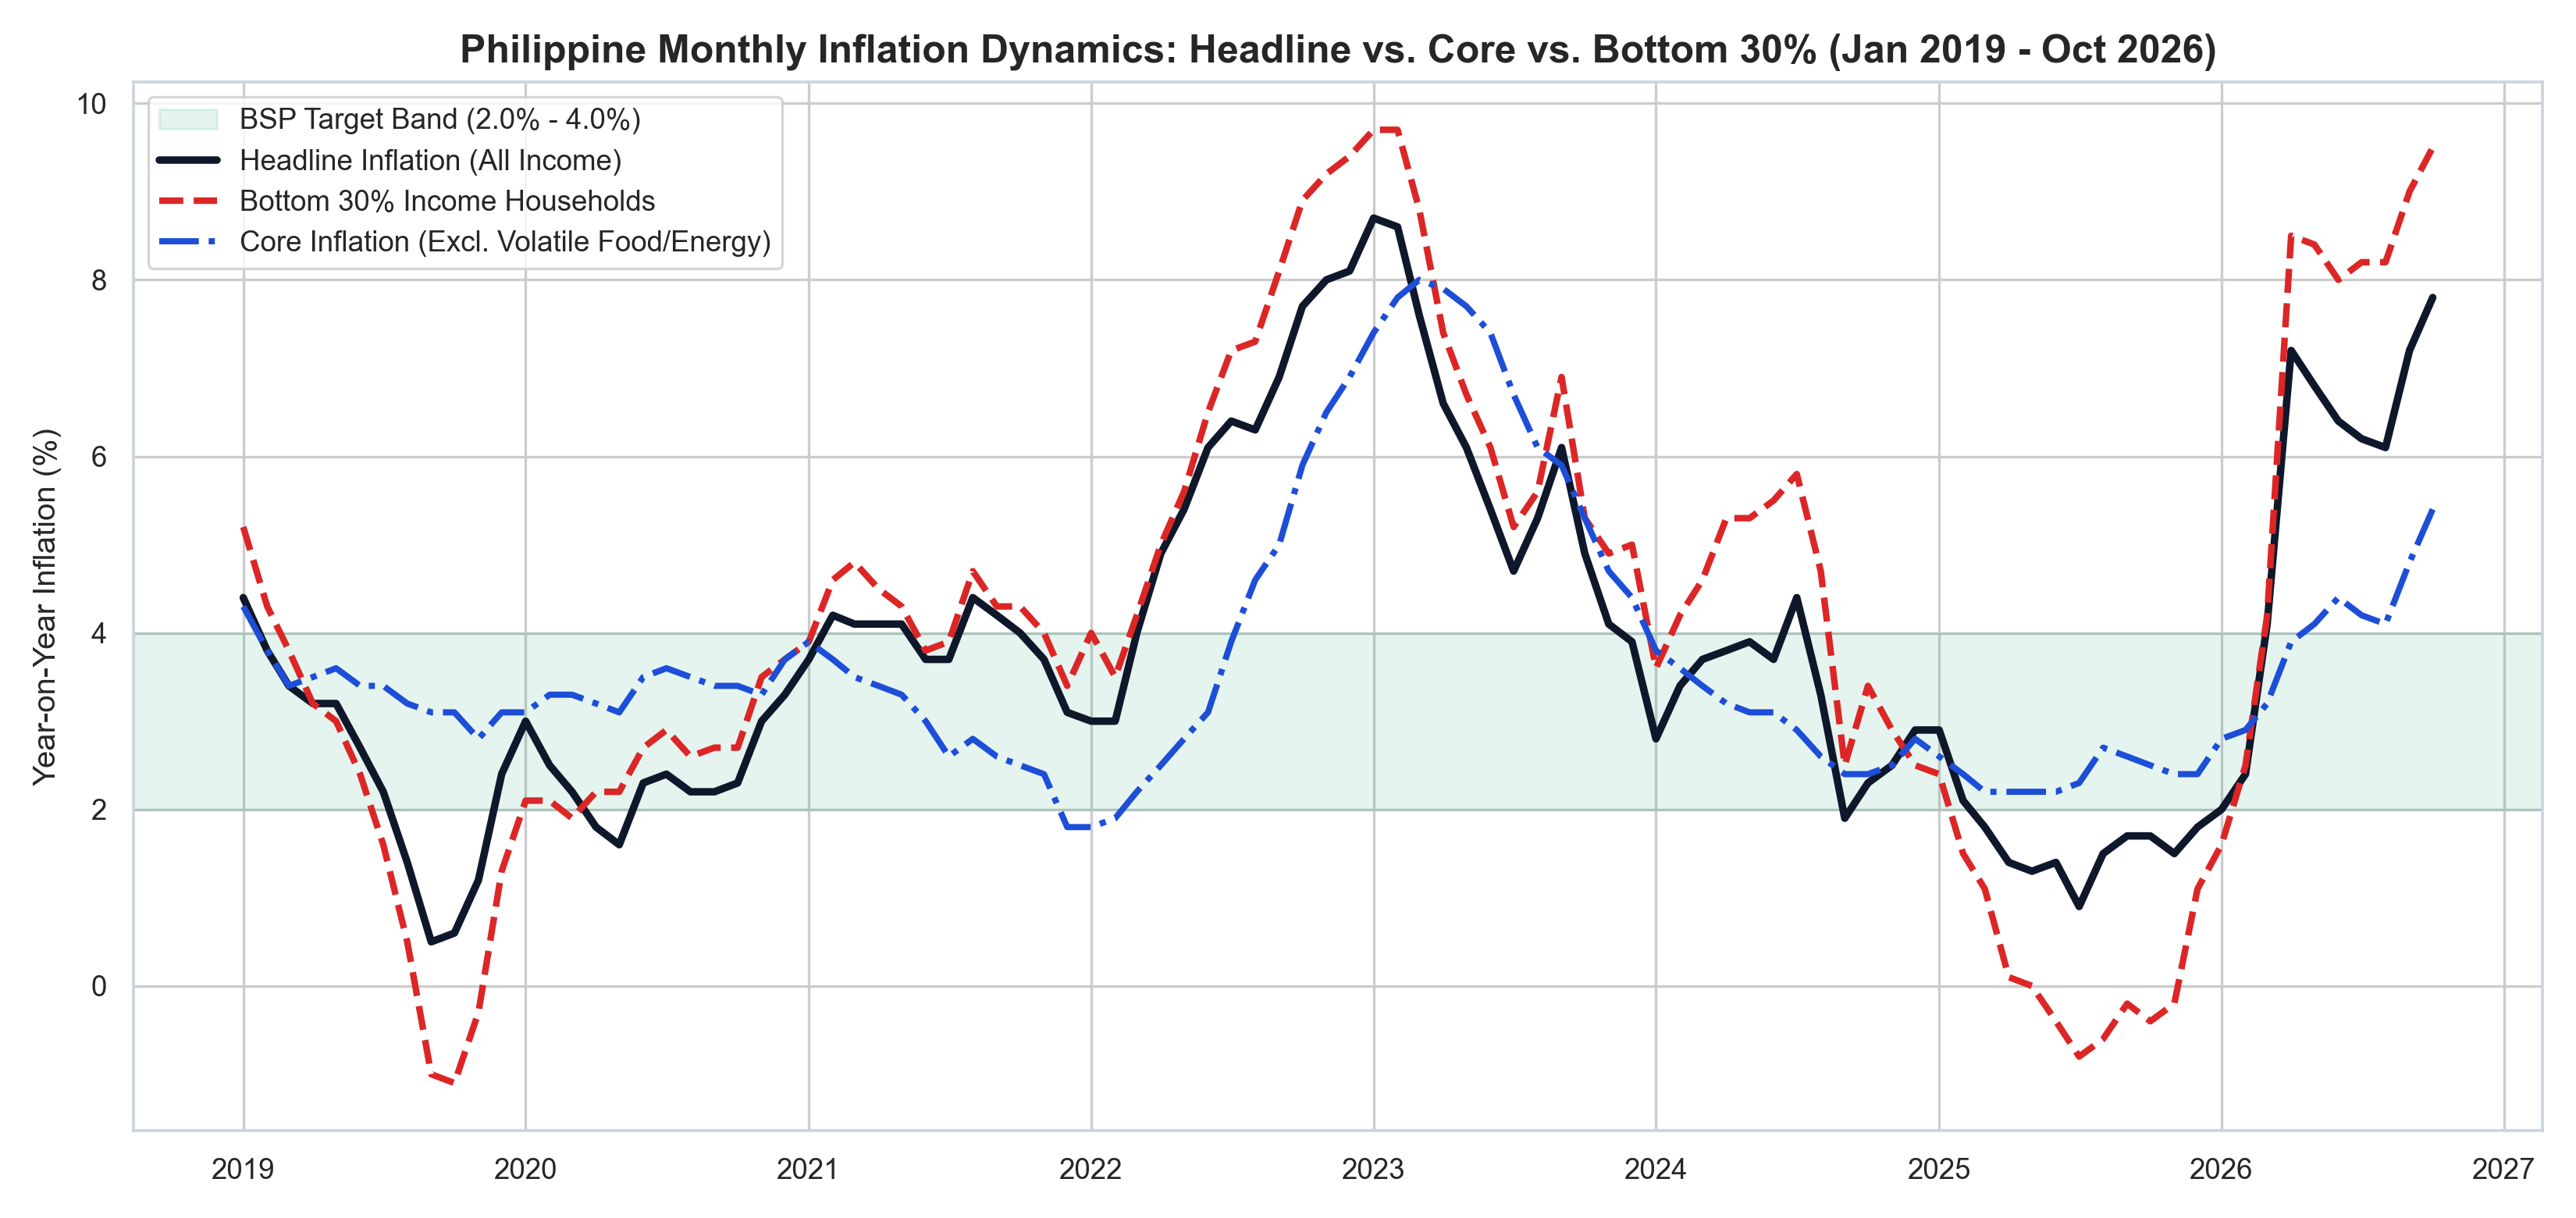 Philippine Monthly Inflation Dynamics: Headline vs. Core vs. Bottom 30% (Jan 2019 - Oct 2026)
BSP Target Band (2.0% - 4.0%)
Headline Inflation (All Income)
Bottom 30% Income Households
Core Inflation (Excl. Volatile Food/Energy)
Year-on-Year Inflation (%)
10
8
6
4
2
0
2019 2020 2021 2022 2023 2024 2025 2026 2027